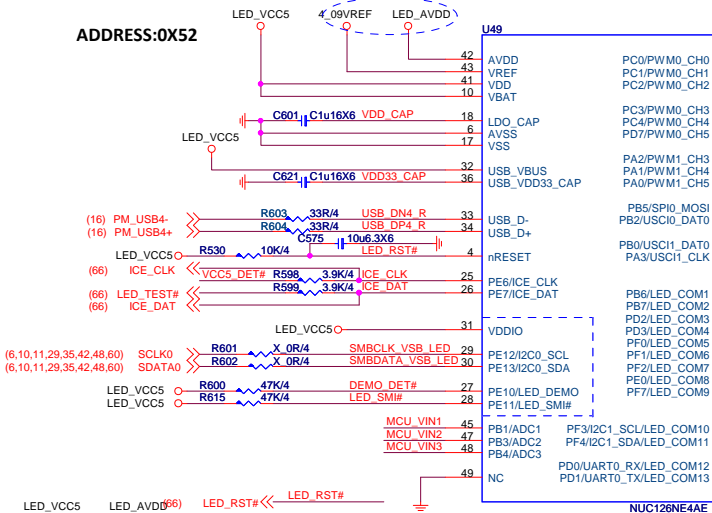 LED_VCC5 4_09VREF LED_AVDD
ADDRESS:0X52
U49
42 AVDD PC0/PWM0_CH0
43 VREF PC1/PWM0_CH1
41 VDD PC2/PWM0_CH2
10 VBAT
PC3/PWM0_CH3
C601 C1u16X6 VDD_CAP 18 LDO_CAP PC4/PWM0_CH4
6 AVSS PD7/PWM0_CH5
LED_VCC5 17 VSS
PA2/PWM1_CH3
32 USB_VBUS PA1/PWM1_CH4
C621 C1u16X6 VDD33_CAP 36 USB_VDD33_CAP PA0/PWM1_CH5
PB5/SPI0_MOSI
(16) PM_USB4- R603 33R/4 USB_DN4_R 33 USB_D- PB2/USCI0_DAT0
(16) PM_USB4+ R604 33R/4 USB_DP4_R 34 USB_D+
C575 10u6.3X6 PB0/USCI1_DAT0
LED_VCC5 R530 10K/4 LED_RST# 4 nRESET PA3/USCI1_CLK
(66) ICE_CLK
VCC5_DET# R598 3.9K/4 ICE_CLK 25 PE6/ICE_CLK
(66) LED_TEST# R599 3.9K/4 ICE_DAT 26 PE7/ICE_DAT PB6/LED_COM1
(66) ICE_DAT PB7/LED_COM2
PD2/LED_COM3
LED_VCC5 31 VDDIO PD3/LED_COM4
PF0/LED_COM5
(6,10,11,29,35,42,48,60) SCLK0 R601 X_0R/4 SMBCLK_VSB_LED 29 PE12/I2C0_SCL PF1/LED_COM6
(6,10,11,29,35,42,48,60) SDATA0 R602 X_0R/4 SMBDATA_VSB_LED 30 PE13/I2C0_SDA PF2/LED_COM7
PE0/LED_COM8
LED_VCC5 R600 47K/4 DEMO_DET# 27 PE10/LED_DEMO PF7/LED_COM9
LED_VCC5 R615 47K/4 LED_SMI# 28 PE11/LED_SMI#
MCU_VIN1 45 PB1/ADC1 PF3/I2C1_SCL/LED_COM10
MCU_VIN2 47 PB3/ADC2 PF4/I2C1_SDA/LED_COM11
MCU_VIN3 48 PB4/ADC3
PD0/UART0_RX/LED_COM12
49 NC PD1/UART0_TX/LED_COM13
LED_VCC5 LED_AVDD (66) LED_RST# LED_RST#
NUC126NE4AE